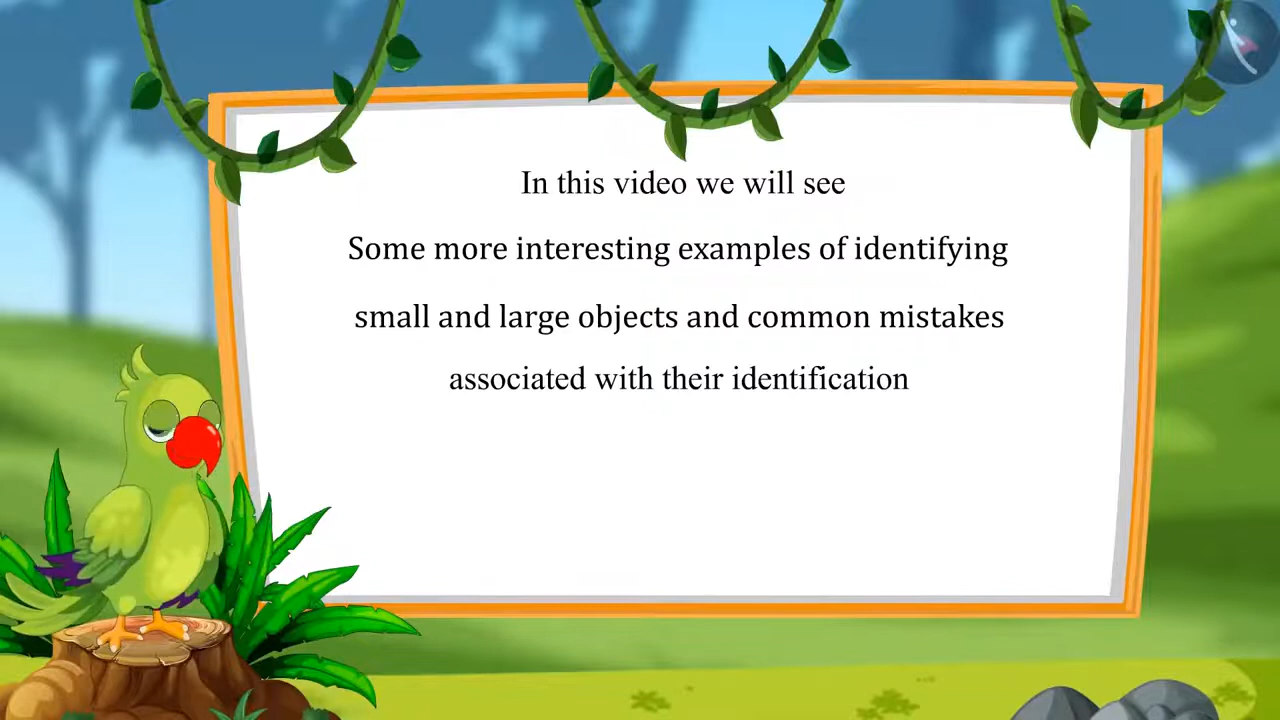 In this video we will see
Some more interesting examples of identifying
small and large objects and common mistakes
associated with their identification